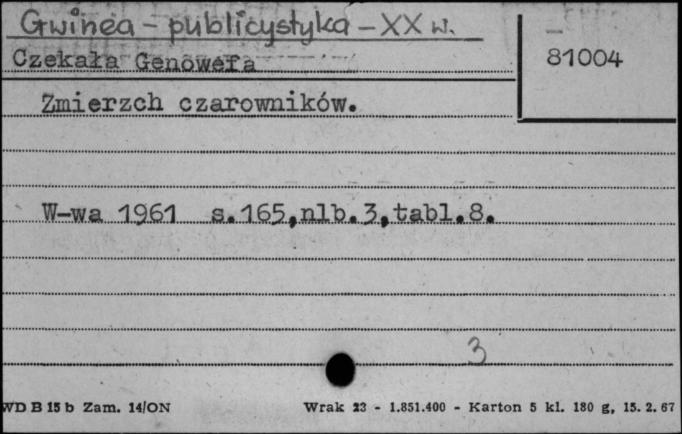 Gwinea - publicystyka - XX w.
81004
Czekała Genowefa
Zmierzch czarowników.
W-wa 1961 s.165,nlb.3,tabl.8.
3
WD B 15 b Zam. 14/ON Wrak 23 - 1.851.400 - Karton 5 kl. 180 g, 15. 2. 67